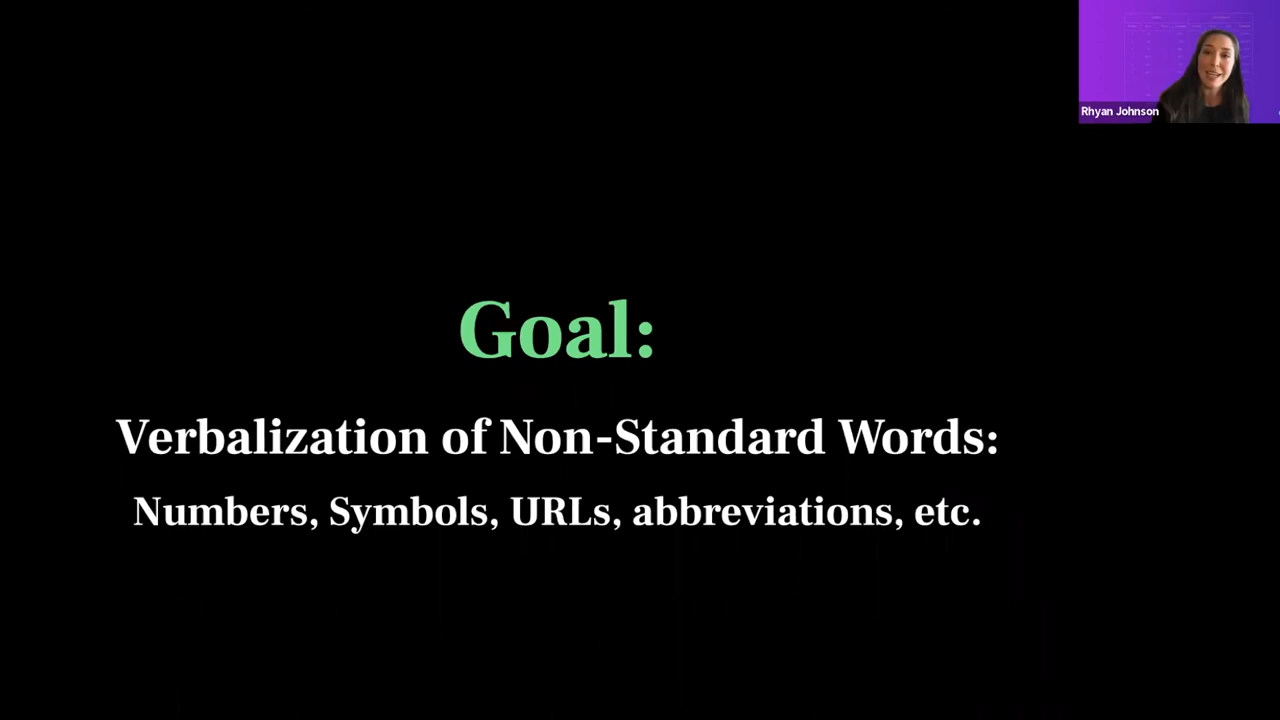 Rhyan Johnson
Goal:
Verbalization of Non-Standard Words:
Numbers, Symbols, URLs, abbreviations, etc.